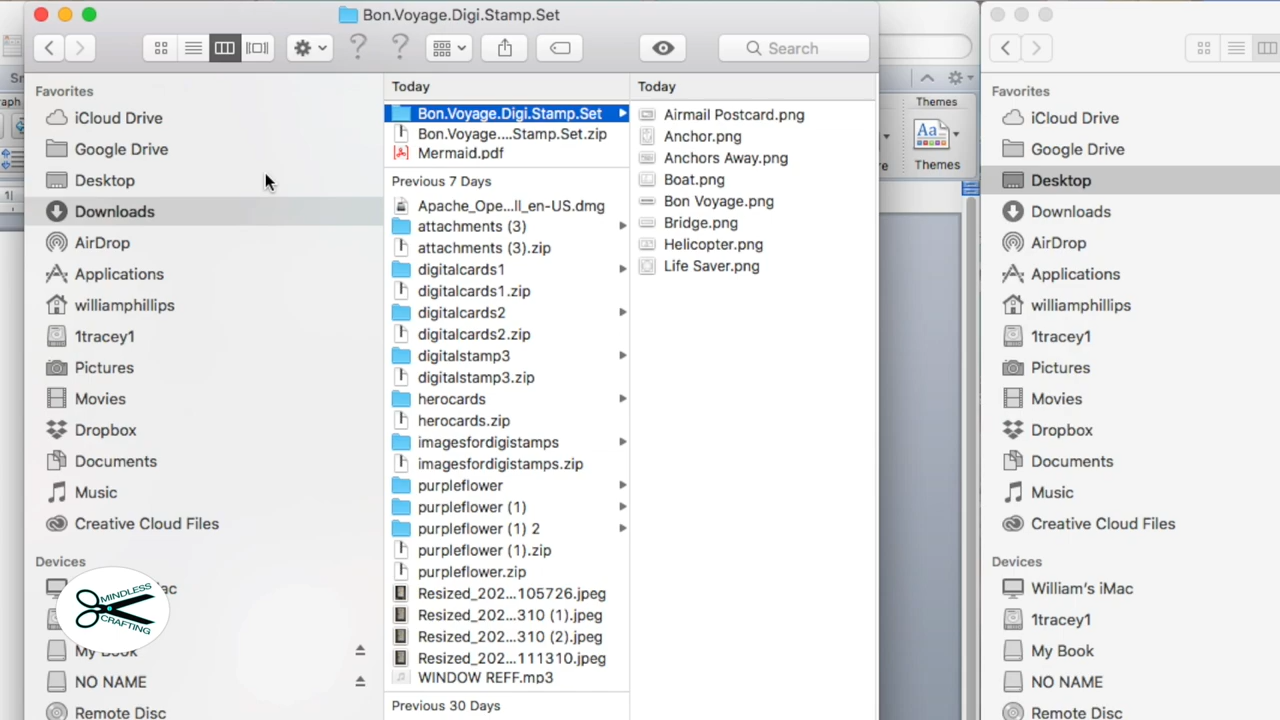 Bon.Voyage.Digi.Stamp.Set
Search
Favorites
iCloud Drive
Google Drive
Desktop
Downloads
AirDrop
Applications
williamphillips
1tracey1
Pictures
Movies
Dropbox
Documents
Music
Creative Cloud Files
Devices
MINDLESS
CRAFTING
My Book
NO NAME
Remote Disc
Today
Bon.Voyage.Digi.Stamp.Set
Bon.Voyage....Stamp.Set.zip
Mermaid.pdf
Previous 7 Days
Apache_Ope...ll_en-US.dmg
attachments (3)
attachments (3).zip
digitalcards1
digitalcards1.zip
digitalcards2
digitalcards2.zip
digitalstamp3
digitalstamp3.zip
herocards
herocards.zip
imagesfordigistamps
imagesfordigistamps.zip
purpleflower
purpleflower (1)
purpleflower (1) 2
purpleflower (1).zip
purpleflower.zip
Resized_202...105726.jpeg
Resized_202...310 (1).jpeg
Resized_202...310 (2).jpeg
Resized_202...111310.jpeg
WINDOW REFF.mp3
Previous 30 Days
Today
Airmail Postcard.png
Anchor.png
Anchors Away.png
Boat.png
Bon Voyage.png
Bridge.png
Helicopter.png
Life Saver.png
Themes
Aa
Themes
Favorites
iCloud Drive
Google Drive
Desktop
Downloads
AirDrop
Applications
williamphillips
1tracey1
Pictures
Movies
Dropbox
Documents
Music
Creative Cloud Files
Devices
William's iMac
1tracey1
My Book
NO NAME
Remote Disc